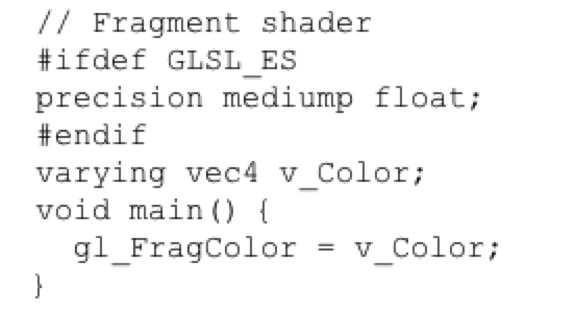 // Fragment shader
#ifdef GLSL_ES
precision mediump float;
#endif
varying vec4 v_Color;
void main() {
  gl_FragColor = v_Color;
}